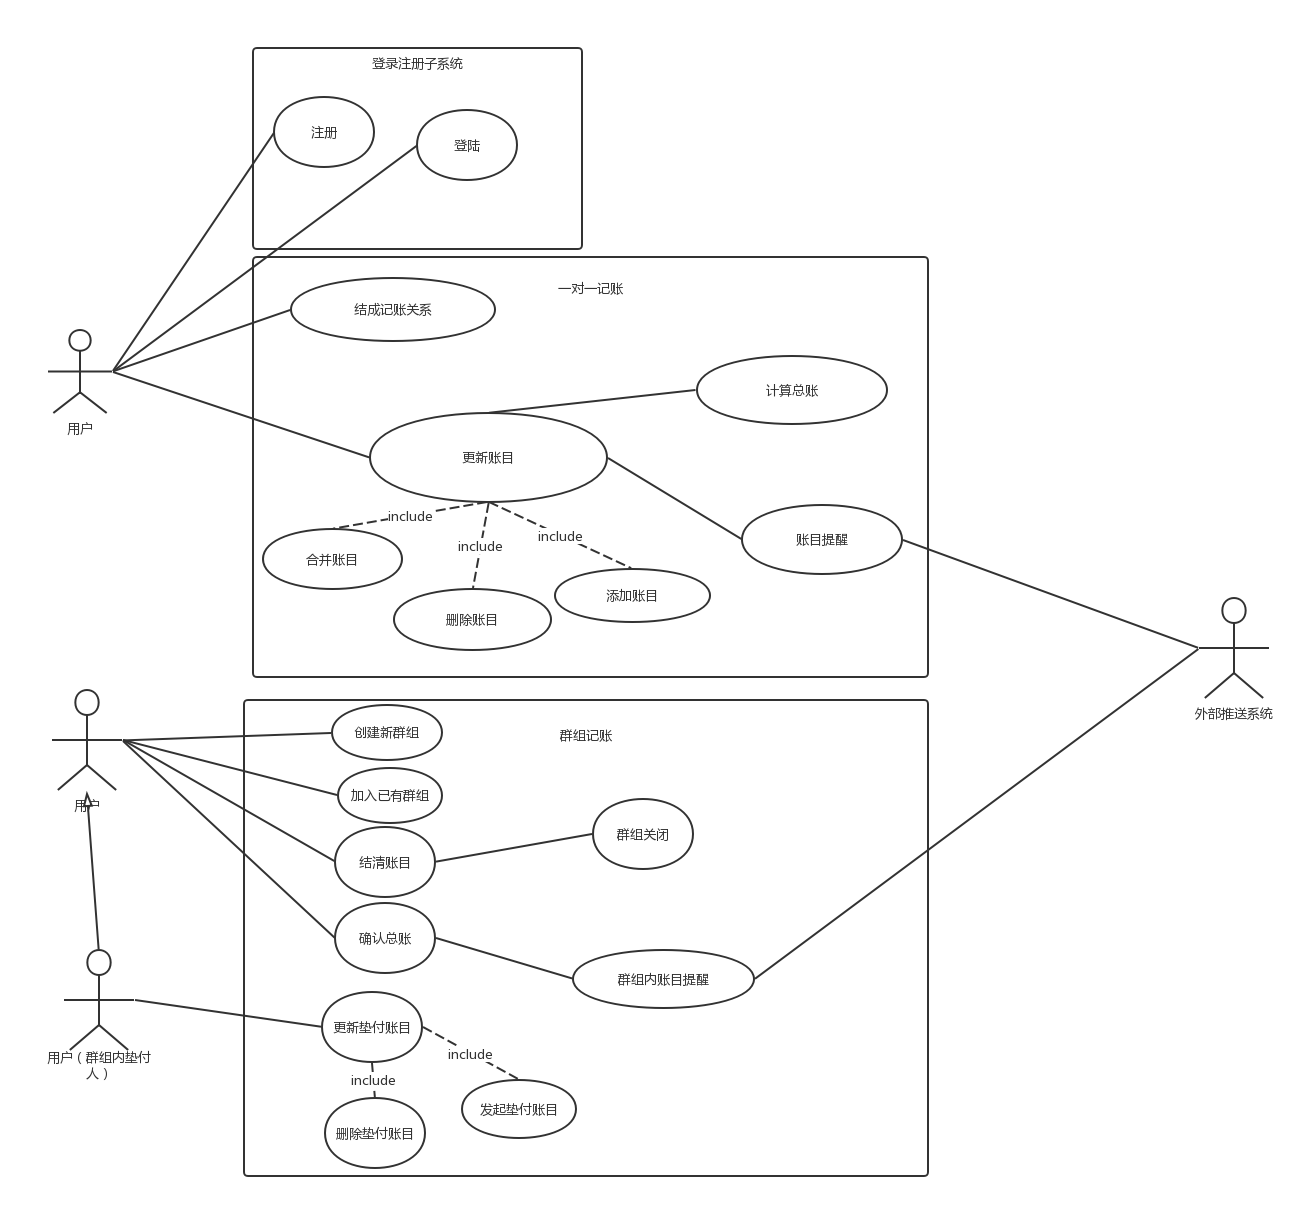 登录注册子系统
注册
登陆
一对一记账
结成记账关系
计算总账
用户
更新账目
include
include
include
账目提醒
合并账目
添加账目
删除账目
外部推送系统
创建新群组
群组记账
加入已有群组
用户
群组关闭
结清账目
确认总账
群组内账目提醒
更新垫付账目
用户（群组内垫付
人）
include
include
发起垫付账目
删除垫付账目